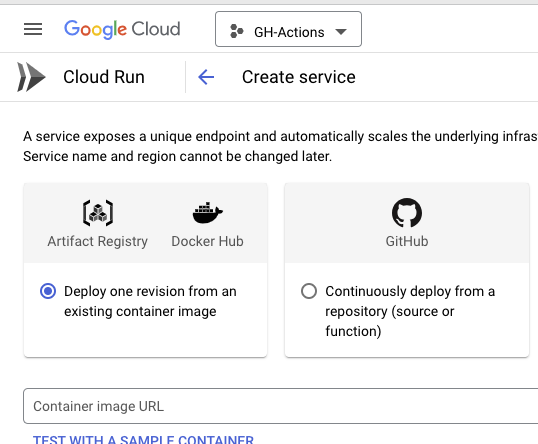 Google Cloud
GH-Actions
Cloud Run
Create service
A service exposes a unique endpoint and automatically scales the underlying infras
Service name and region cannot be changed later.
Artifact Registry
Docker Hub
Deploy one revision from an
existing container image
GitHub
Continuously deploy from a
repository (source or
function)
Container image URL
TEST WITH A SAMPLE CONTAINER